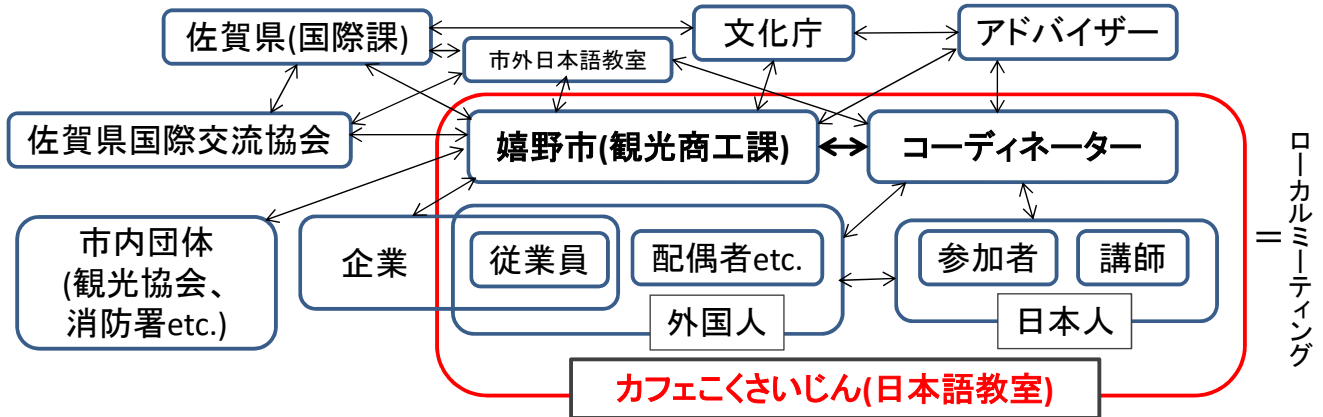 佐賀県(国際課)
文化庁
アドバイザー
市外日本語教室
佐賀県国際交流協会
嬉野市(観光商工課)
コーディネーター
市内団体
(観光協会、
消防署etc.)
企業
従業員
配偶者etc.
外国人
参加者
講師
日本人
カフェこくさいじん(日本語教室)
=ローカルミーティング